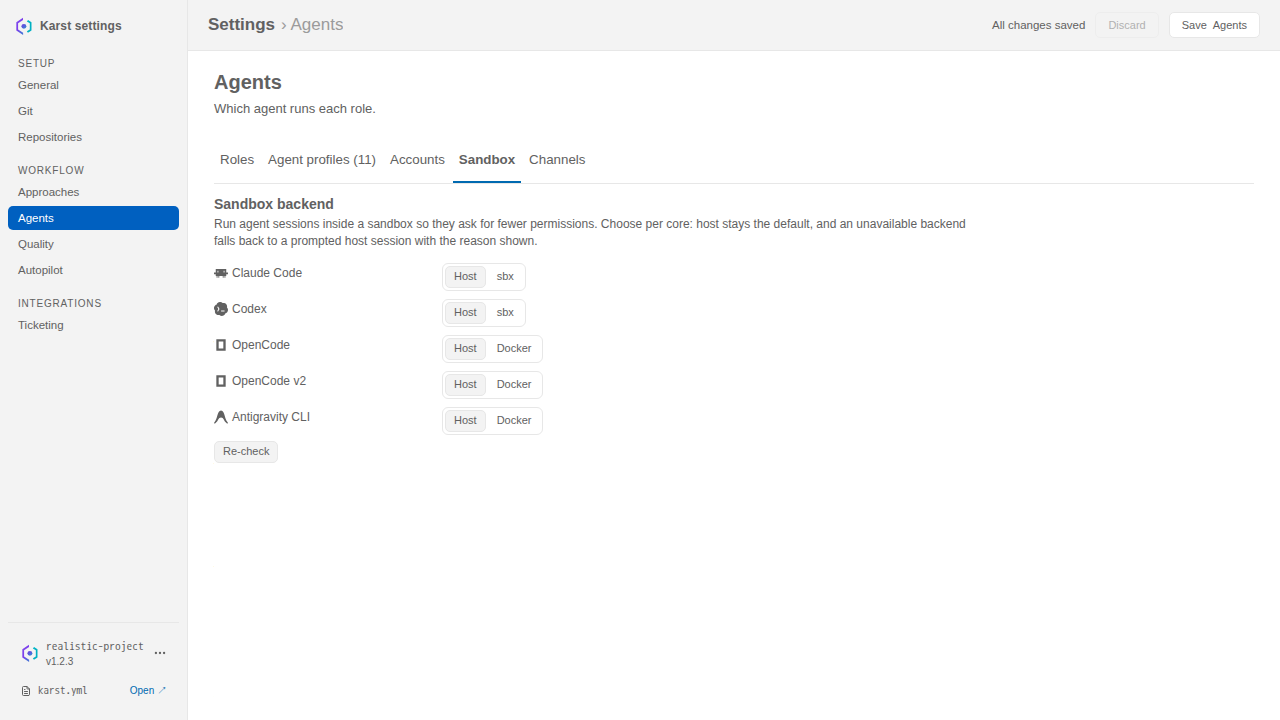 Karst settings
SETUP
General
Git
Repositories
WORKFLOW
Approaches
Agents
Quality
Autopilot
INTEGRATIONS
Ticketing
realistic-project
v1.2.3
karst.yml
Open ↗
Settings › Agents
All changes saved
Discard
Save Agents
Agents
Which agent runs each role.
Roles
Agent profiles (11)
Accounts
Sandbox
Channels
Sandbox backend
Run agent sessions inside a sandbox so they ask for fewer permissions. Choose per core: host stays the default, and an unavailable backend
falls back to a prompted host session with the reason shown.
Claude Code
Host
sbx
Codex
Host
sbx
OpenCode
Host
Docker
OpenCode v2
Host
Docker
Antigravity CLI
Host
Docker
Re-check